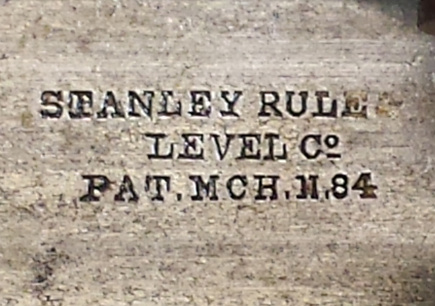 STANLEY RULE
LEVEL Cº
PAT. MCH. 11. 84